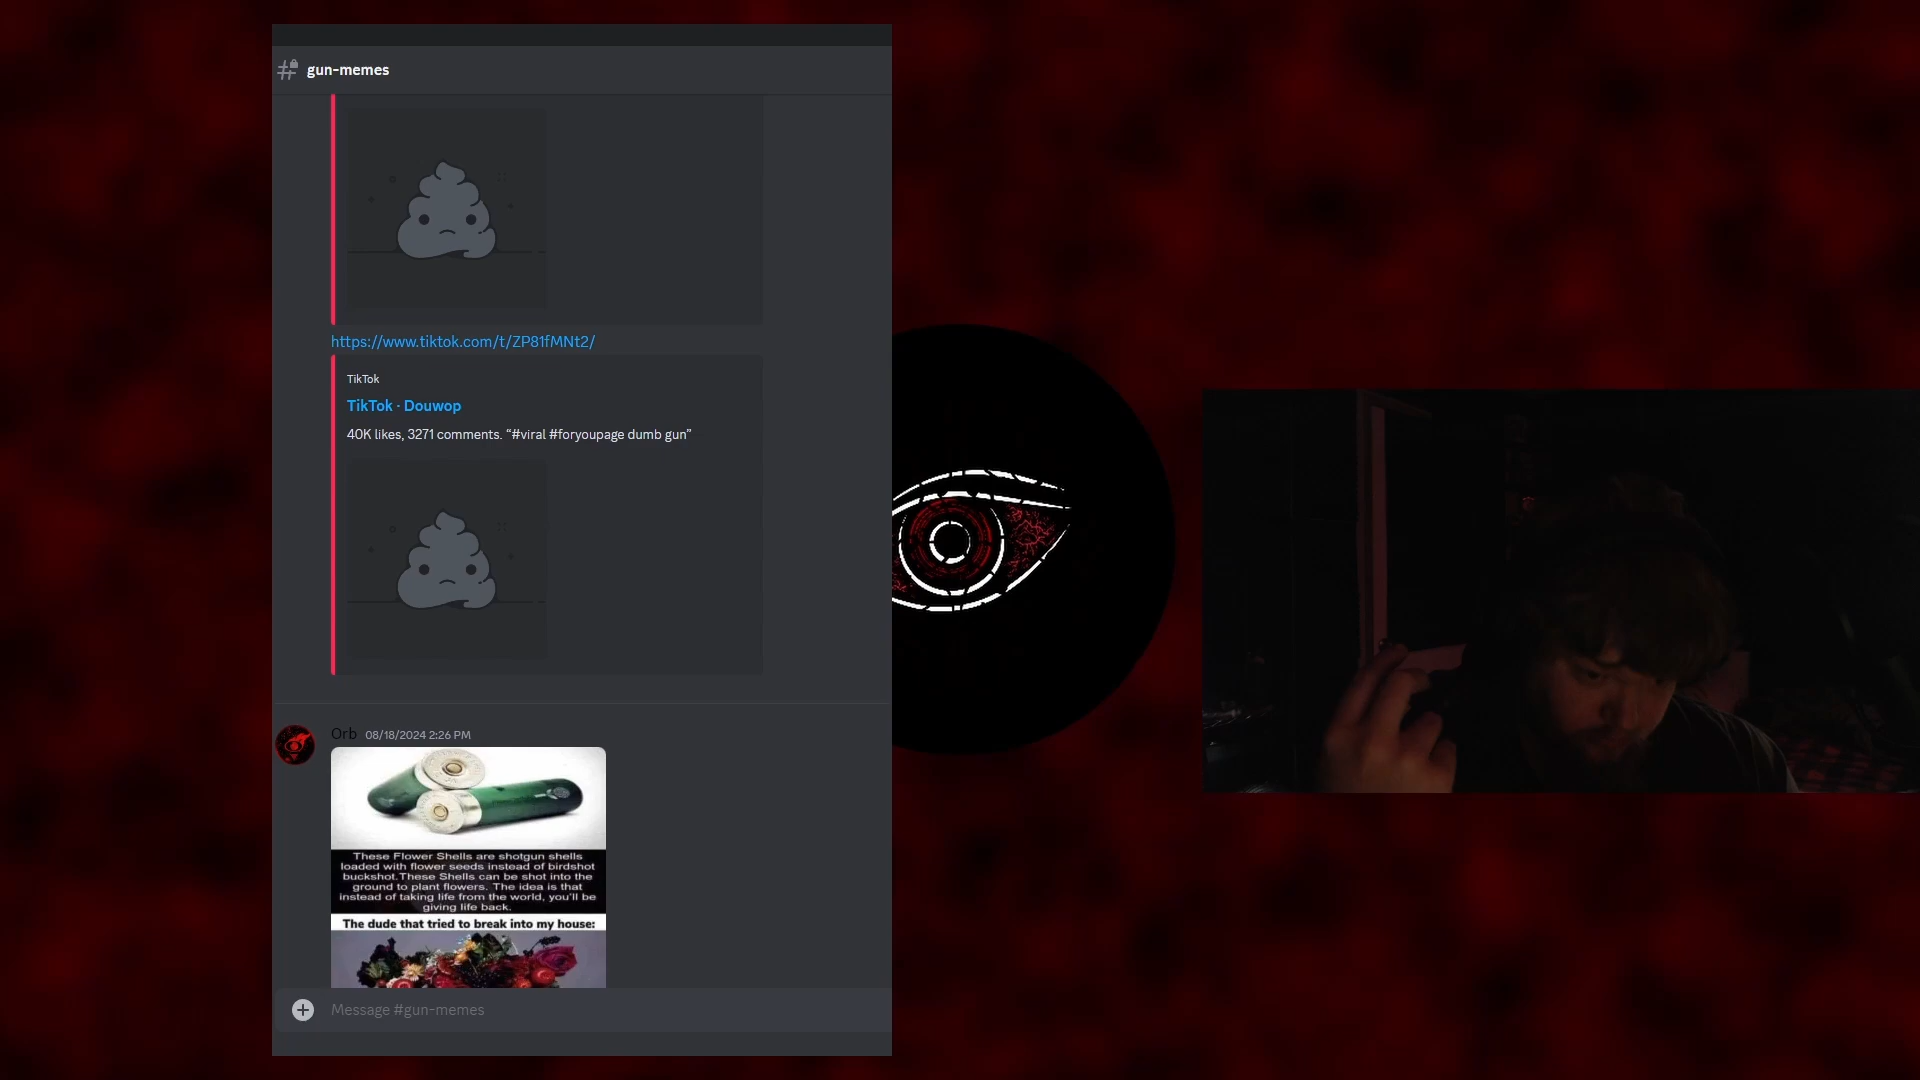 gun-memes
https://www.tiktok.com/t/ZP81fMNt2/
TikTok
TikTok · Douwop
40K likes, 3271 comments. “#viral #foryoupage dumb gun”
Orb 08/18/2024 2:26 PM
These Flower Shells are shotgun shells
loaded with flower seeds instead of birdshot
buckshot.These Shells can be shot into the
ground to plant flowers. The idea is that
instead of taking life from the world, you'll be
giving life back.
The dude that tried to break into my house:
Message #gun-memes